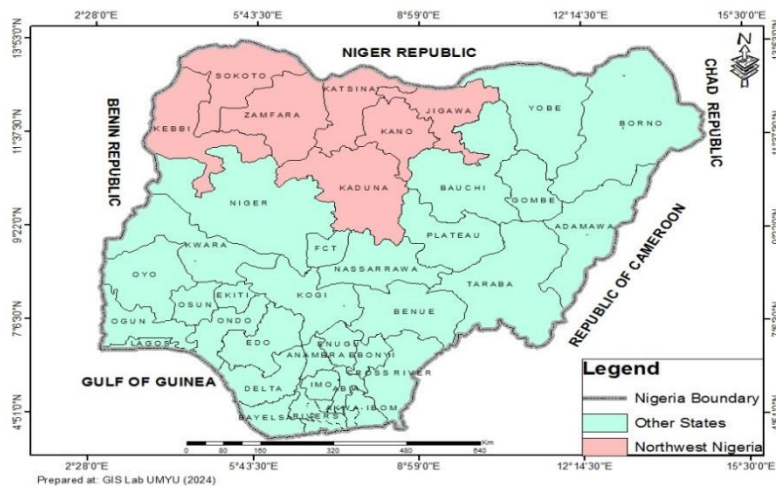 2°28'0"E 5°43'30"E 8°59'0"E 12°14'30"E 15°30'0"E
13°53'0"N
NIGER REPUBLIC
N
SOKOTO
KATSINA
ZAMFARA
JIGAWA
YOBE
BORNO
CHAD REPUBLIC
KEBBI
KANO
11°37'30"N
BENIN REPUBLIC
KADUNA
BAUCHI
GOMBE
NIGER
9°22'0"N
ADAMAWA
PLATEAU
KWARA
FCT
NASSARRAWA
OYO
TARABA
REPUBLIC OF CAMEROON
OSUN
EKITI
KOGI
BENUE
OGUN
ONDO
7°6'30"N
LAGOS
EDO
ENUGU
ANAMBRA
EBONYI
CROSS RIVER
GULF OF GUINEA
DELTA
IMO
ABIA
AKWA-IBOM
BAYELSA
RIVERS
4°51'0"N
Legend
Nigeria Boundary
Other States
Northwest Nigeria
0 80 160 320 480 640
Km
2°28'0"E 5°43'30"E 8°59'0"E 12°14'30"E 15°30'0"E
Prepared at: GIS Lab UMYU (2024)